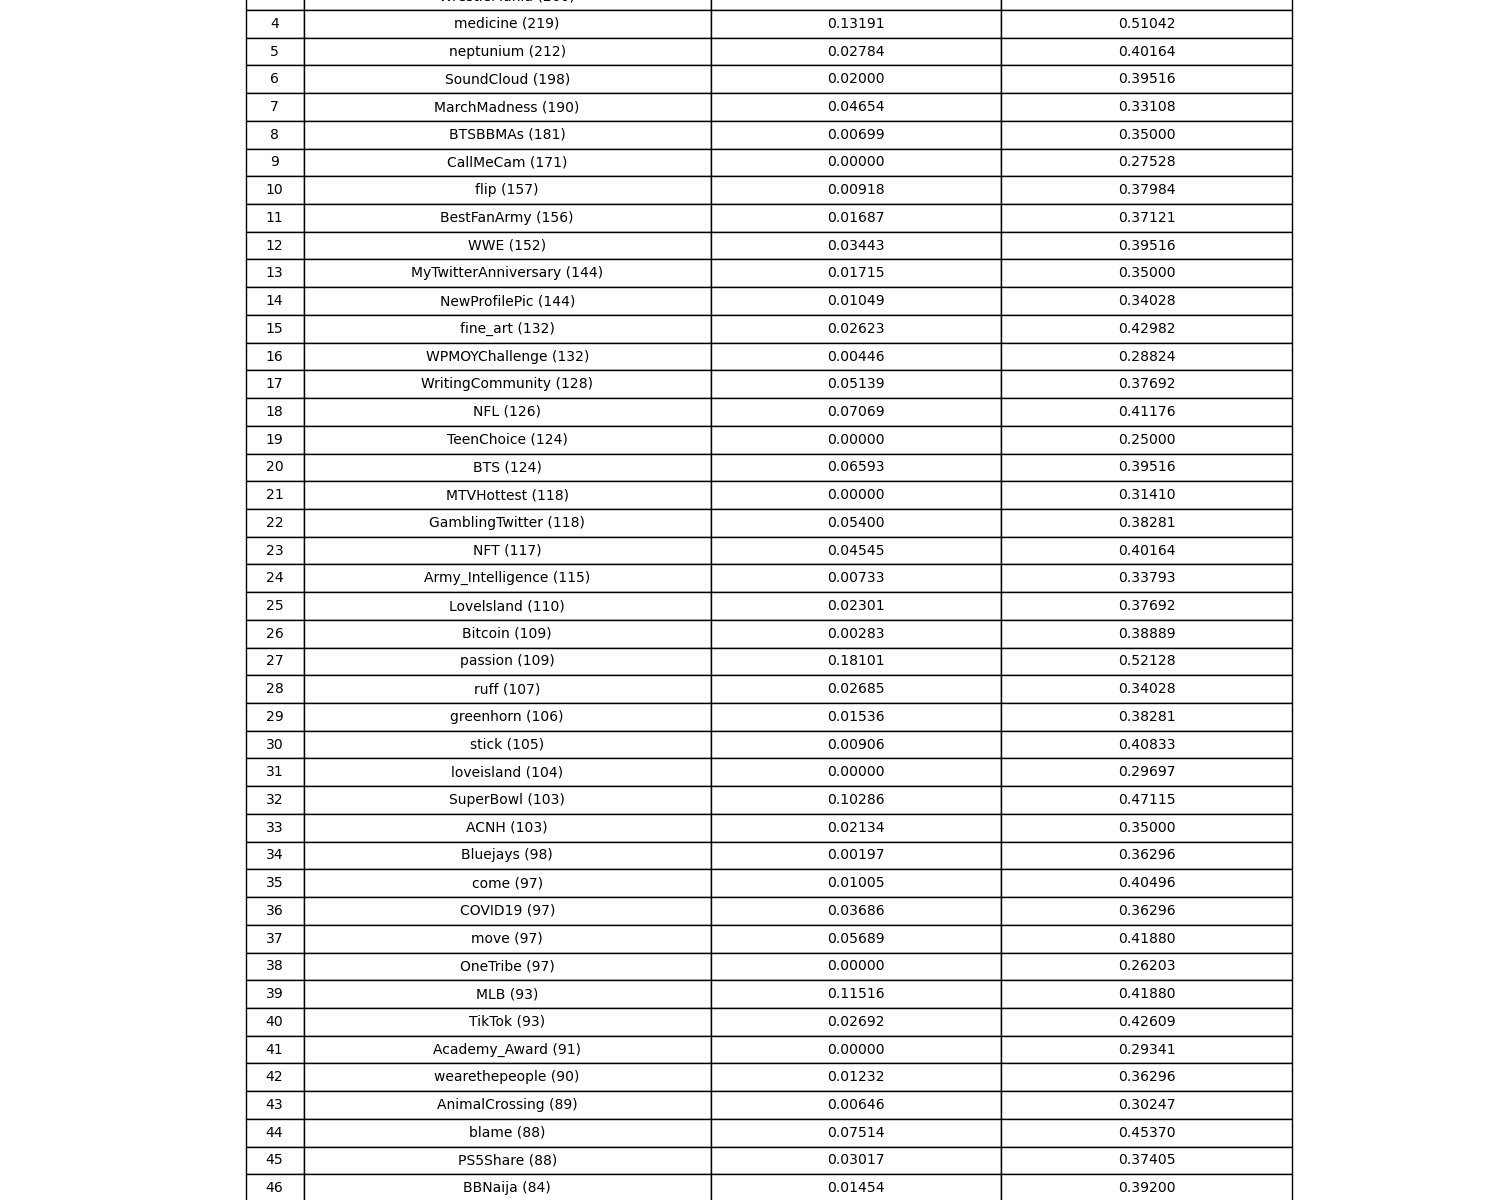 4 medicine (219) 0.13191 0.51042
5 neptunium (212) 0.02784 0.40164
6 SoundCloud (198) 0.02000 0.39516
7 MarchMadness (190) 0.04654 0.33108
8 BTSBBMAs (181) 0.00699 0.35000
9 CallMeCam (171) 0.00000 0.27528
10 flip (157) 0.00918 0.37984
11 BestFanArmy (156) 0.01687 0.37121
12 WWE (152) 0.03443 0.39516
13 MyTwitterAnniversary (144) 0.01715 0.35000
14 NewProfilePic (144) 0.01049 0.34028
15 fine_art (132) 0.02623 0.42982
16 WPMOYChallenge (132) 0.00446 0.28824
17 WritingCommunity (128) 0.05139 0.37692
18 NFL (126) 0.07069 0.41176
19 TeenChoice (124) 0.00000 0.25000
20 BTS (124) 0.06593 0.39516
21 MTVHottest (118) 0.00000 0.31410
22 GamblingTwitter (118) 0.05400 0.38281
23 NFT (117) 0.04545 0.40164
24 Army_Intelligence (115) 0.00733 0.33793
25 LoveIsland (110) 0.02301 0.37692
26 Bitcoin (109) 0.00283 0.38889
27 passion (109) 0.18101 0.52128
28 ruff (107) 0.02685 0.34028
29 greenhorn (106) 0.01536 0.38281
30 stick (105) 0.00906 0.40833
31 loveisland (104) 0.00000 0.29697
32 SuperBowl (103) 0.10286 0.47115
33 ACNH (103) 0.02134 0.35000
34 Bluejays (98) 0.00197 0.36296
35 come (97) 0.01005 0.40496
36 COVID19 (97) 0.03686 0.36296
37 move (97) 0.05689 0.41880
38 OneTribe (97) 0.00000 0.26203
39 MLB (93) 0.11516 0.41880
40 TikTok (93) 0.02692 0.42609
41 Academy_Award (91) 0.00000 0.29341
42 wearethepeople (90) 0.01232 0.36296
43 AnimalCrossing (89) 0.00646 0.30247
44 blame (88) 0.07514 0.45370
45 PS5Share (88) 0.03017 0.37405
46 BBNaija (84) 0.01454 0.39200